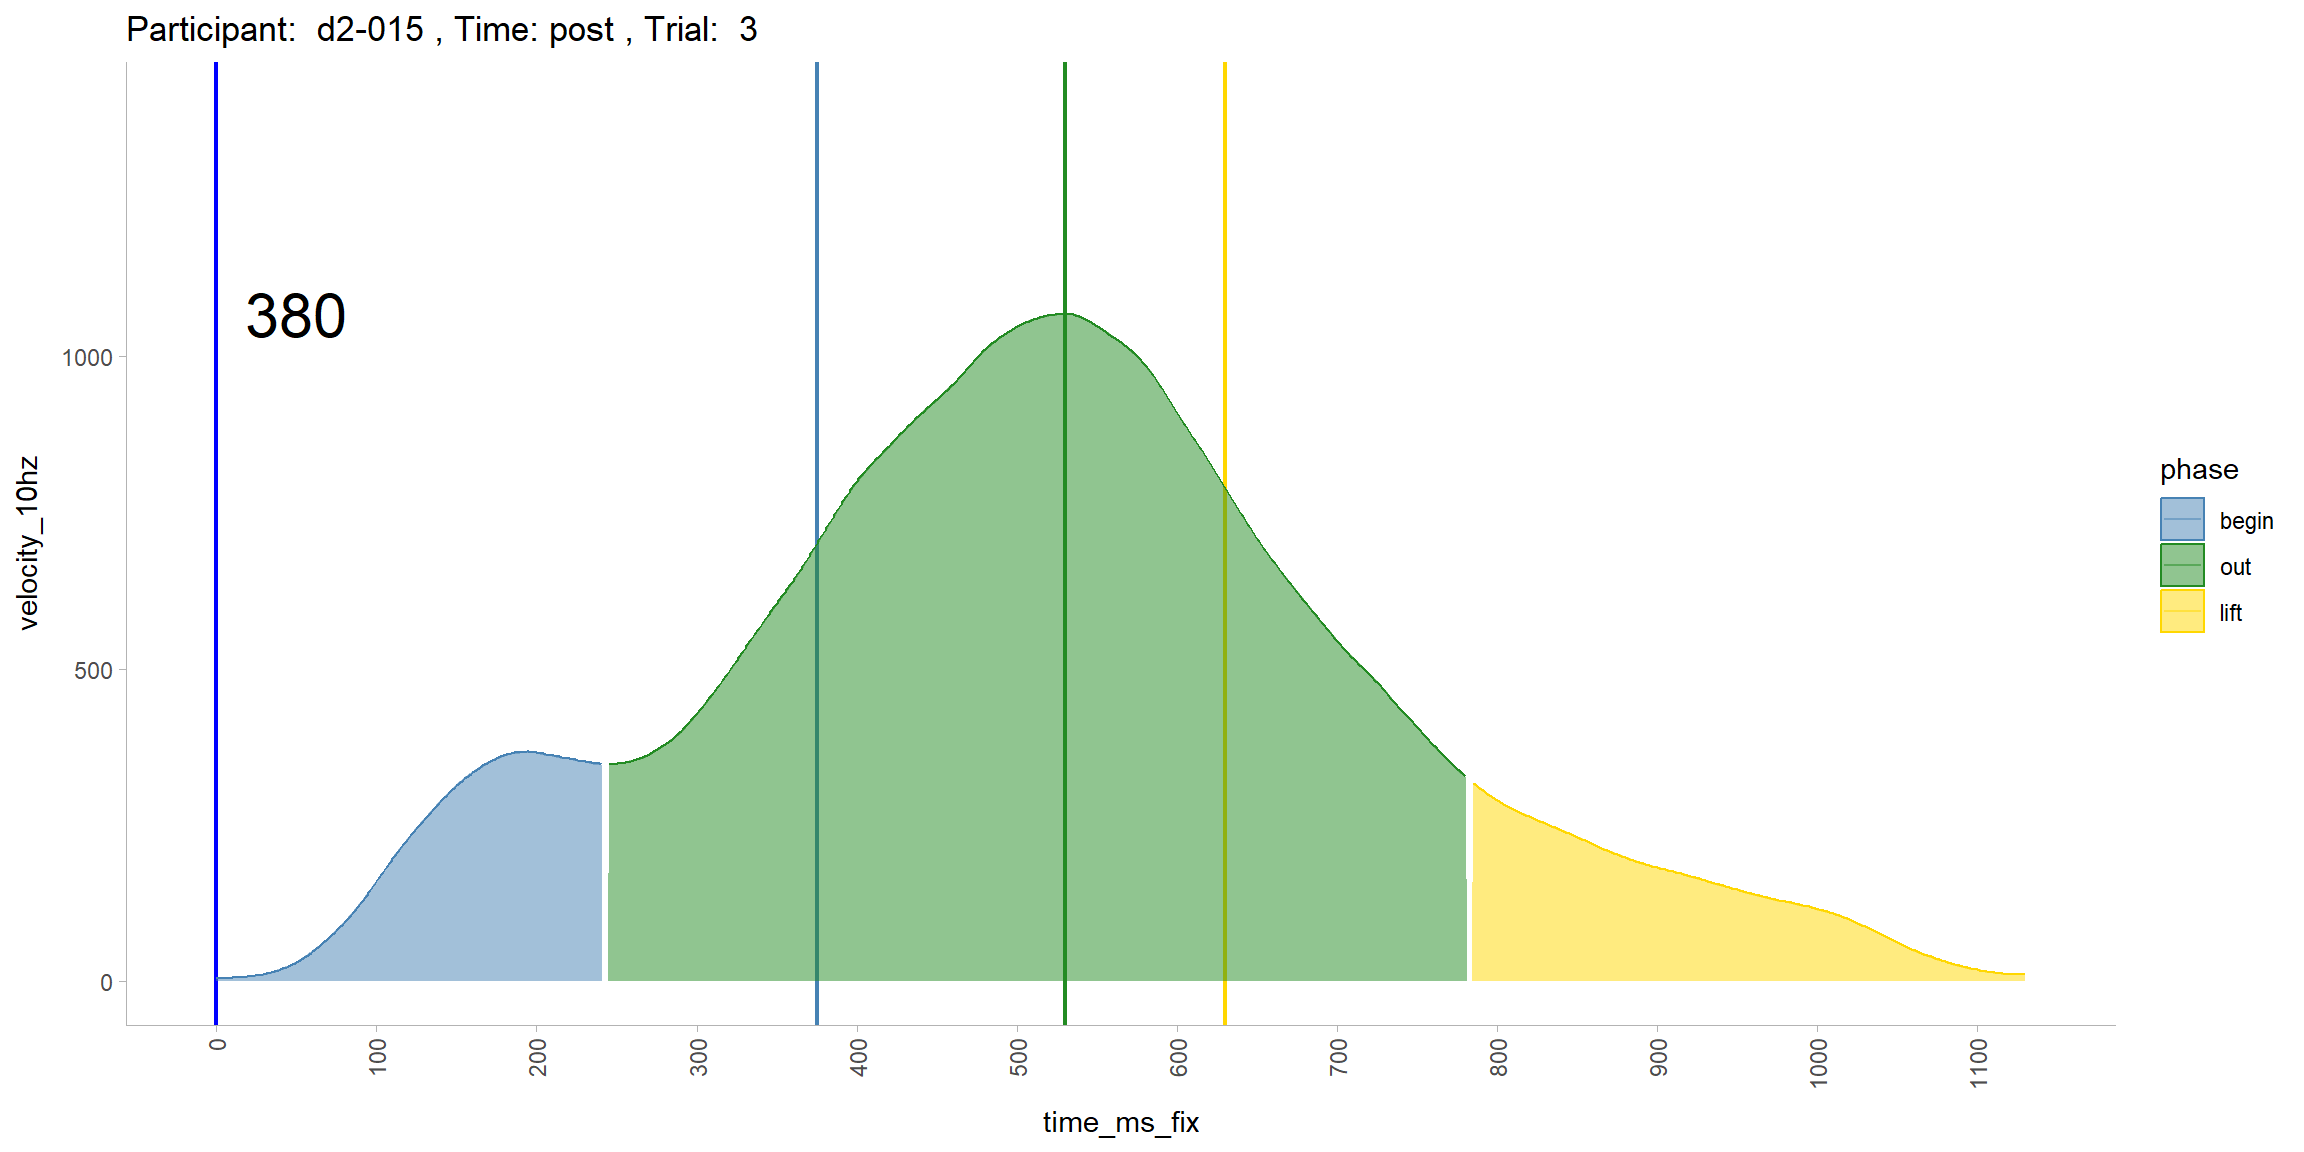 Participant:  d2-015 , Time: post , Trial:  3
380
1000
500
0
velocity_10hz
0
100
200
300
400
500
600
700
800
900
1000
1100
time_ms_fix
phase
begin
out
lift